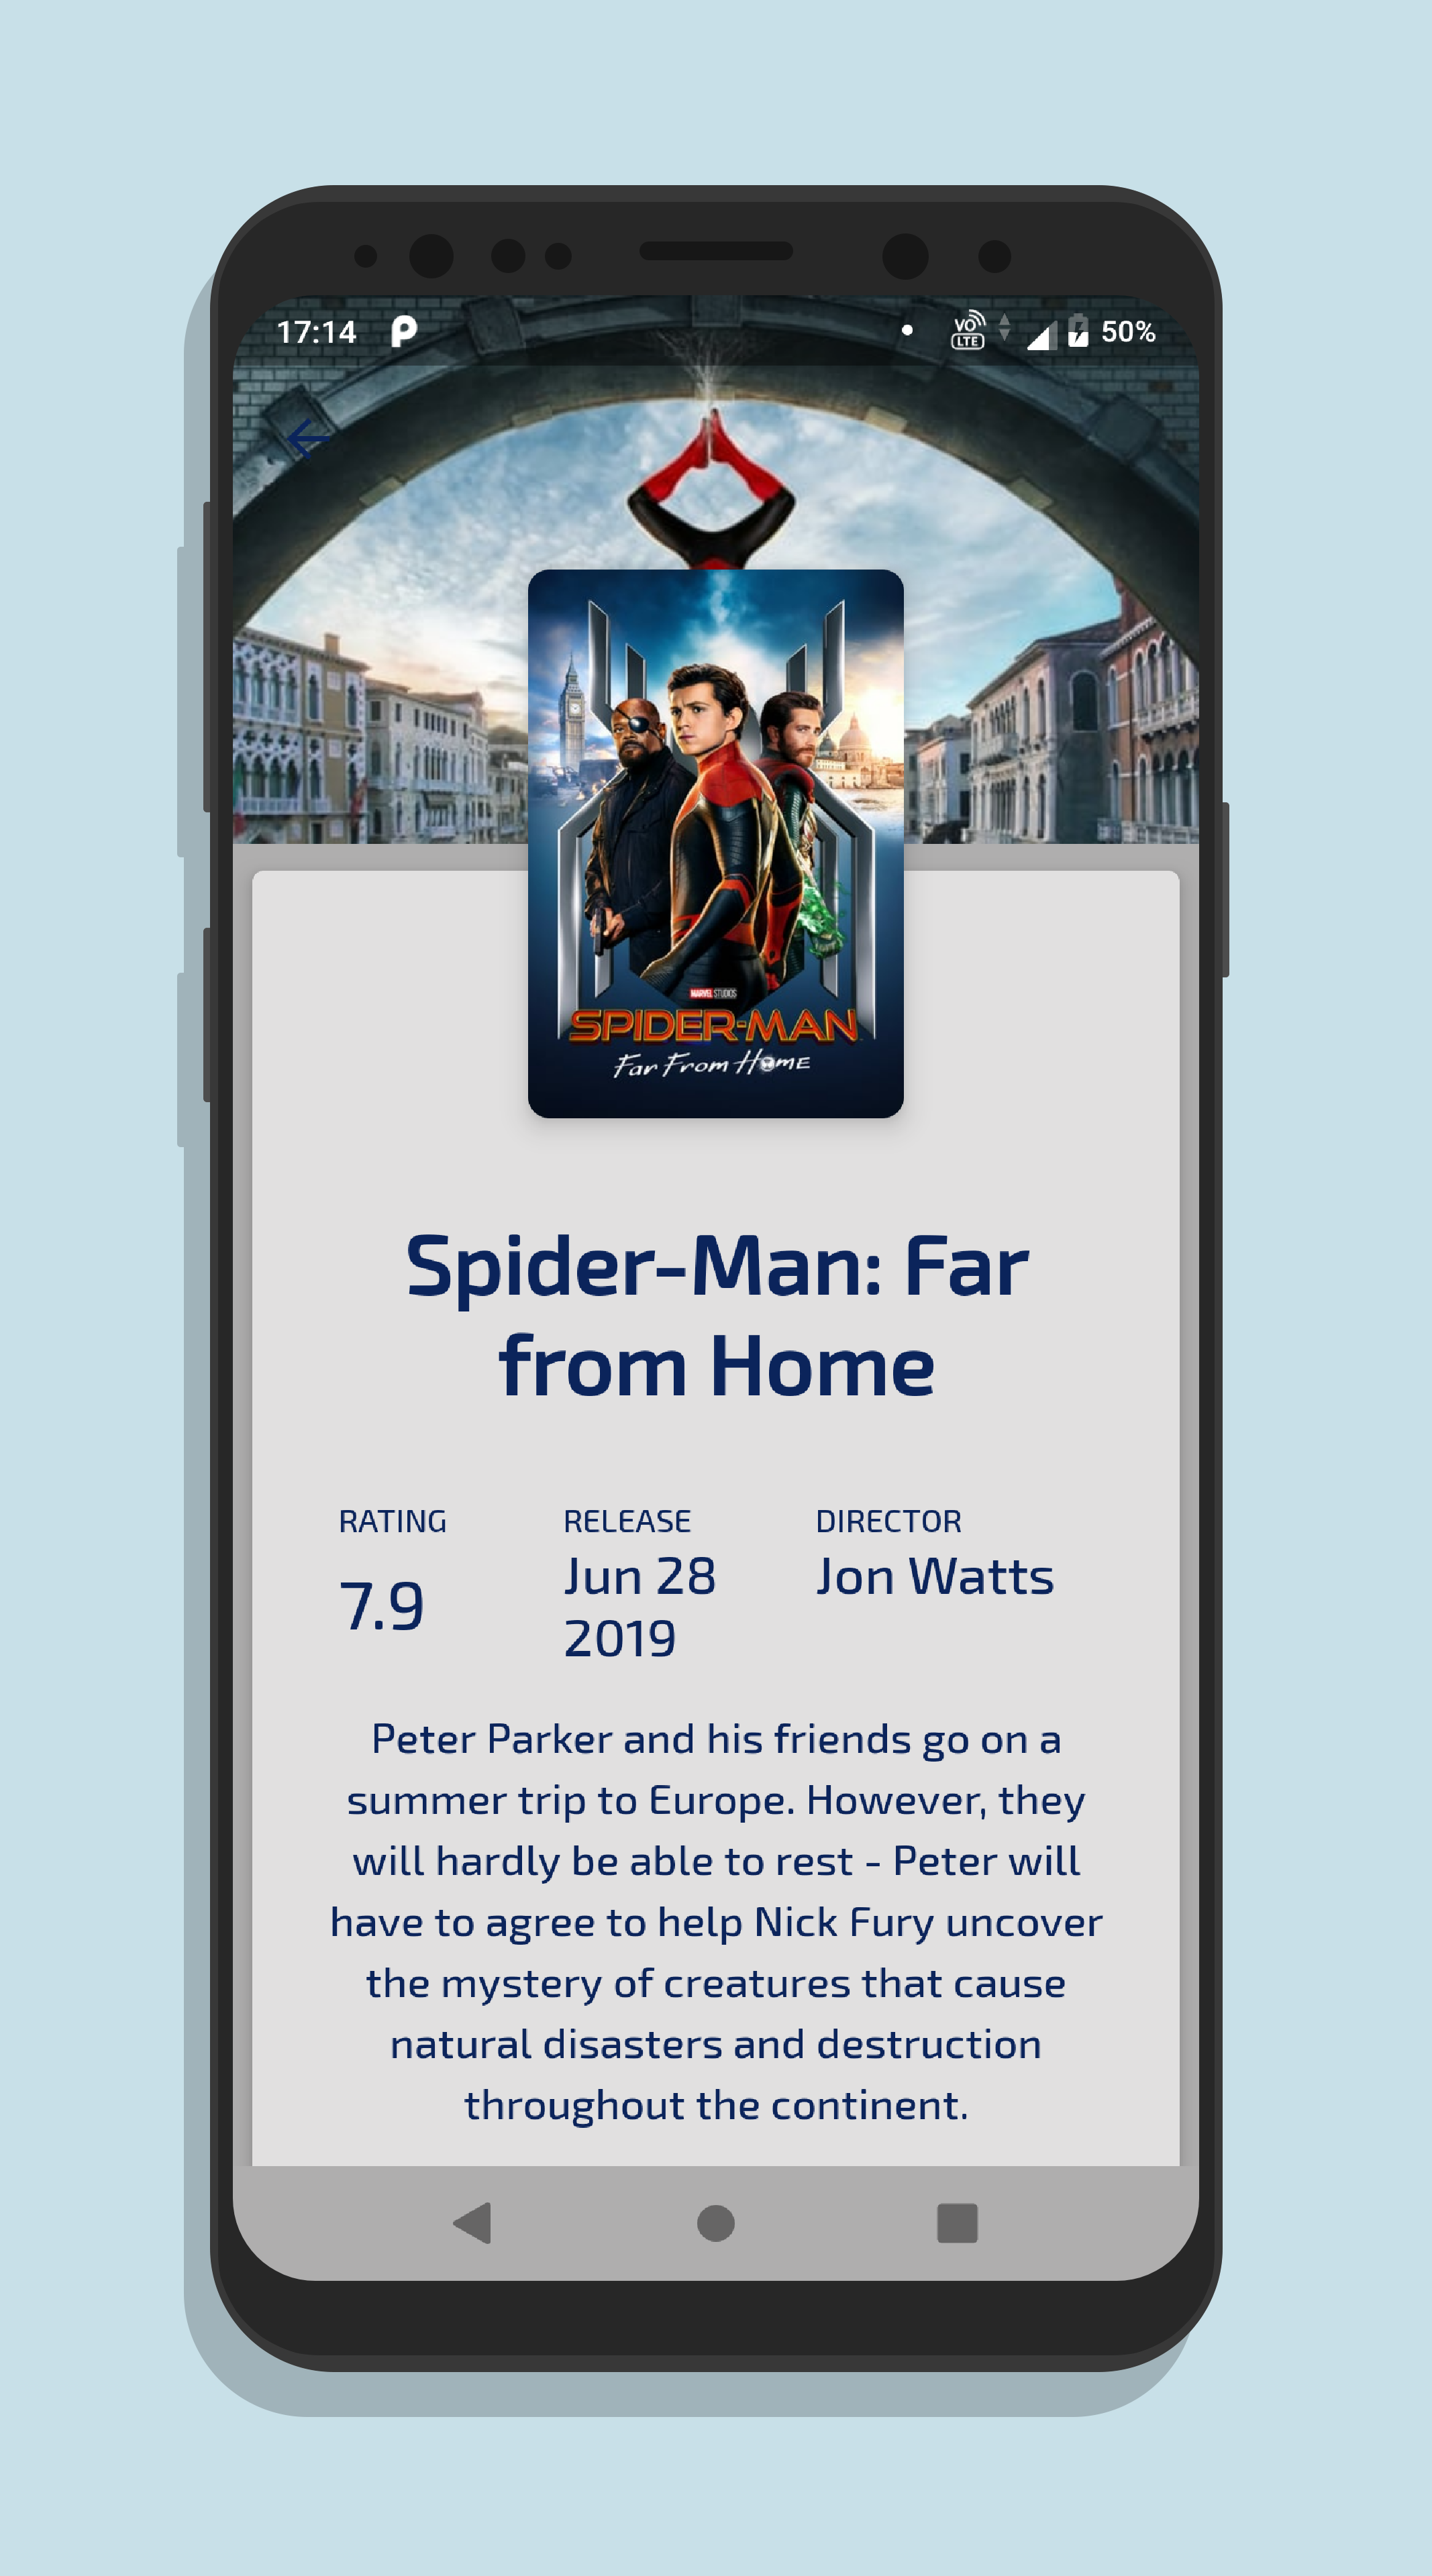 17:14
VO
LTE
50%
MARVEL STUDIOS
SPIDER-MAN
Far From Home
Spider-Man: Far
from Home
RATING RELEASE DIRECTOR
7.9 Jun 28 Jon Watts
2019
Peter Parker and his friends go on a
summer trip to Europe. However, they
will hardly be able to rest - Peter will
have to agree to help Nick Fury uncover
the mystery of creatures that cause
natural disasters and destruction
throughout the continent.